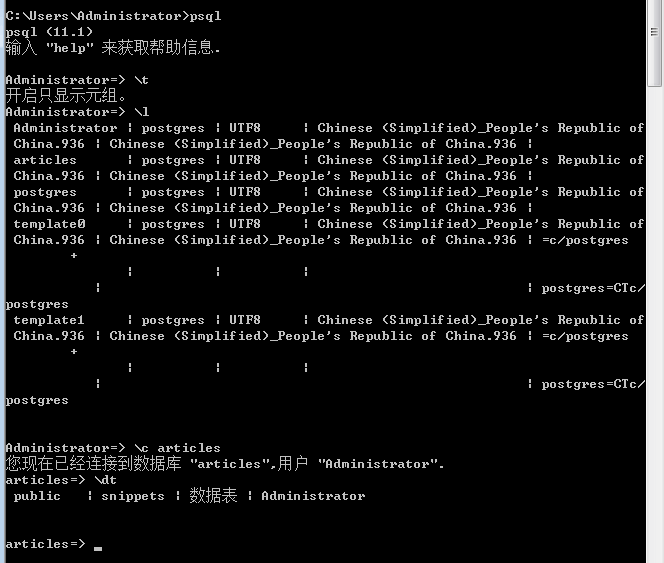 C:\Users\Administrator>psql
psql (11.1)
输入 "help" 来获取帮助信息.
Administrator=> \t
开启只显示元组。
Administrator=> \l
Administrator | postgres | UTF8 | Chinese (Simplified)_People's Republic of
China.936 | Chinese (Simplified)_People's Republic of China.936 |
articles | postgres | UTF8 | Chinese (Simplified)_People's Republic of
China.936 | Chinese (Simplified)_People's Republic of China.936 |
postgres | postgres | UTF8 | Chinese (Simplified)_People's Republic of
China.936 | Chinese (Simplified)_People's Republic of China.936 |
template0 | postgres | UTF8 | Chinese (Simplified)_People's Republic of
China.936 | Chinese (Simplified)_People's Republic of China.936 | =c/postgres
+
| | |
| | postgres=CTc/
postgres
template1 | postgres | UTF8 | Chinese (Simplified)_People's Republic of
China.936 | Chinese (Simplified)_People's Republic of China.936 | =c/postgres
+
| | |
| | postgres=CTc/
postgres
Administrator=> \c articles
您现在已经连接到数据库 "articles",用户 "Administrator".
articles=> \dt
public | snippets | 数据表 | Administrator
articles=> _